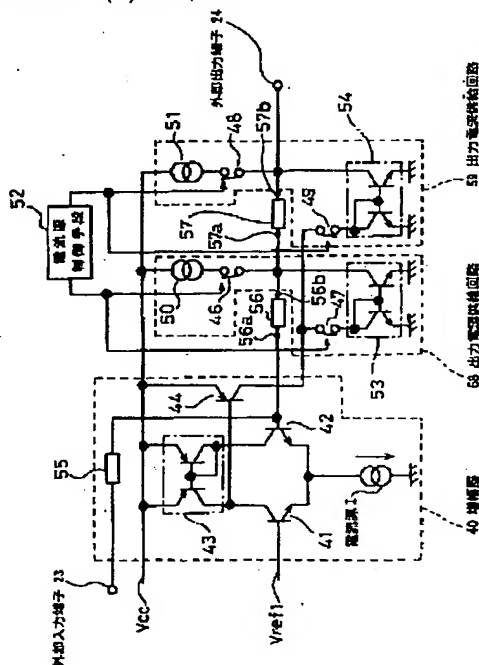 外部出力端子 24
51
48
54
57b
57
57a
49
52
電流源
制御手段
50
46
56b
56
56a
47
53
44
42
55
43
41
電流源 I
外部入力端子 23
Vcc
Vref1
59 出力電流供給回路
58 出力電流供給回路
40 増幅器